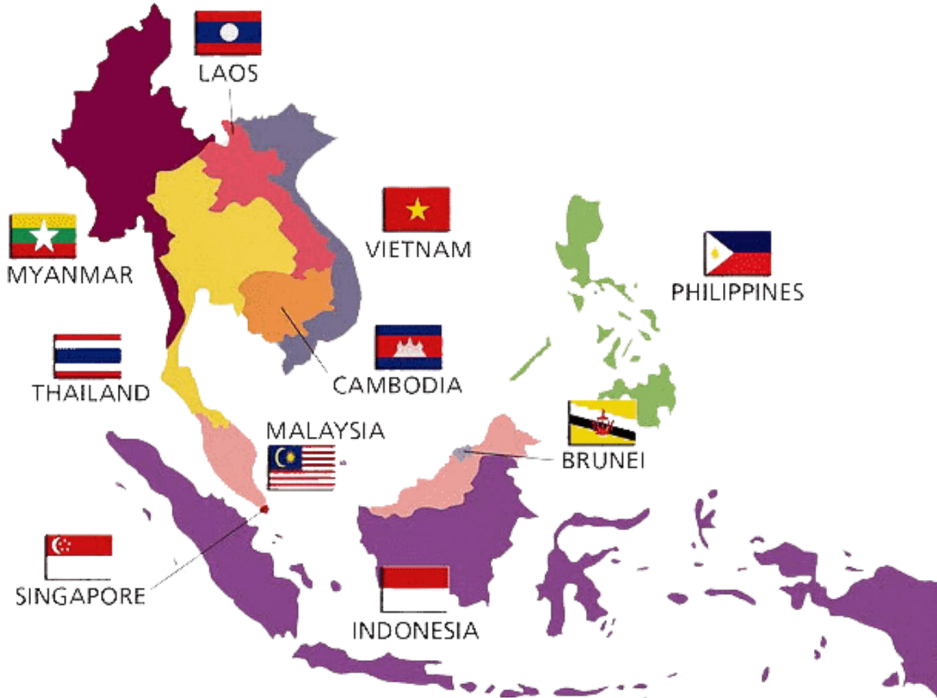 LAOS
VIETNAM
MYANMAR
PHILIPPINES
THAILAND
CAMBODIA
MALAYSIA
BRUNEI
SINGAPORE
INDONESIA